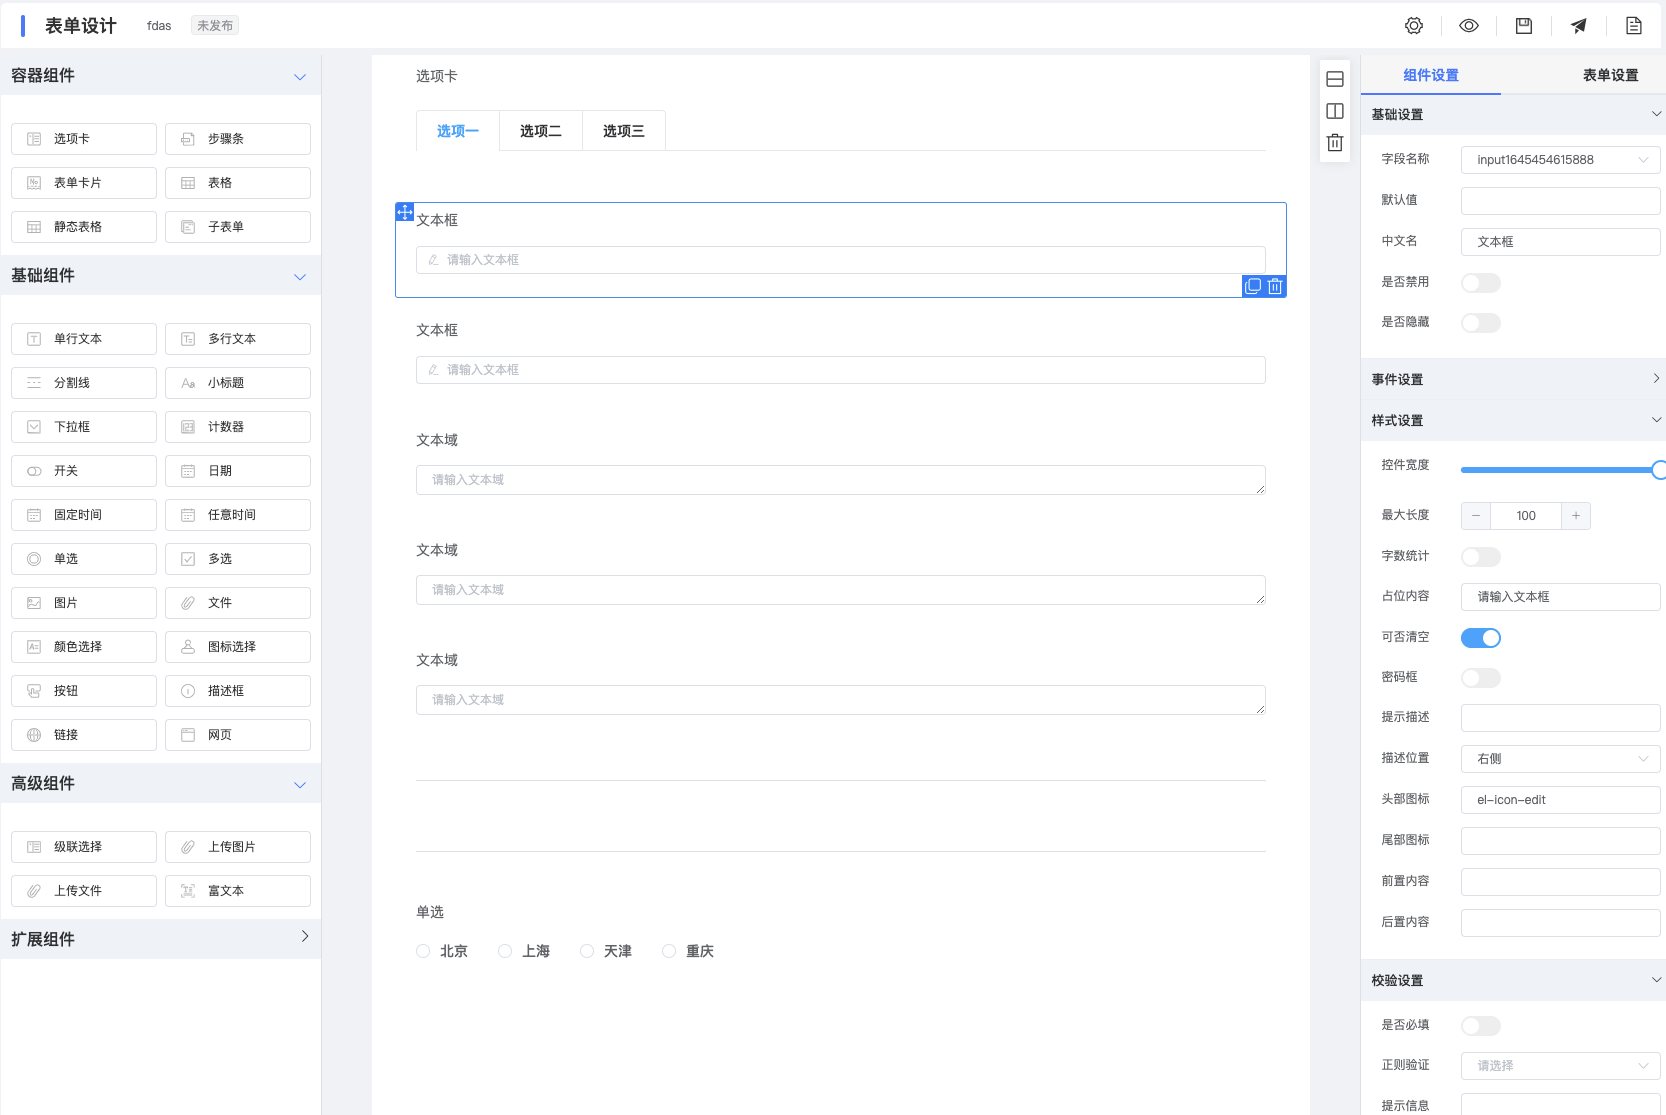 表单设计 fdas 未发布
容器组件
选项卡 步骤条
表单卡片 表格
静态表格 子表单
基础组件
单行文本 多行文本
分割线 小标题
下拉框 计数器
开关 日期
固定时间 任意时间
单选 多选
图片 文件
颜色选择 图标选择
按钮 描述框
链接 网页
高级组件
级联选择 上传图片
上传文件 富文本
扩展组件
选项卡
选项一 选项二 选项三
文本框
请输入文本框
文本框
请输入文本框
文本域
请输入文本域
文本域
请输入文本域
文本域
请输入文本域
单选
北京 上海 天津 重庆
组件设置 表单设置
基础设置
字段名称 input1645454615888
默认值
中文名 文本框
是否禁用
是否隐藏
事件设置
样式设置
控件宽度
最大长度 − 100 +
字数统计
占位内容 请输入文本框
可否清空
密码框
提示描述
描述位置 右侧
头部图标 el-icon-edit
尾部图标
前置内容
后置内容
校验设置
是否必填
正则验证 请选择
提示信息